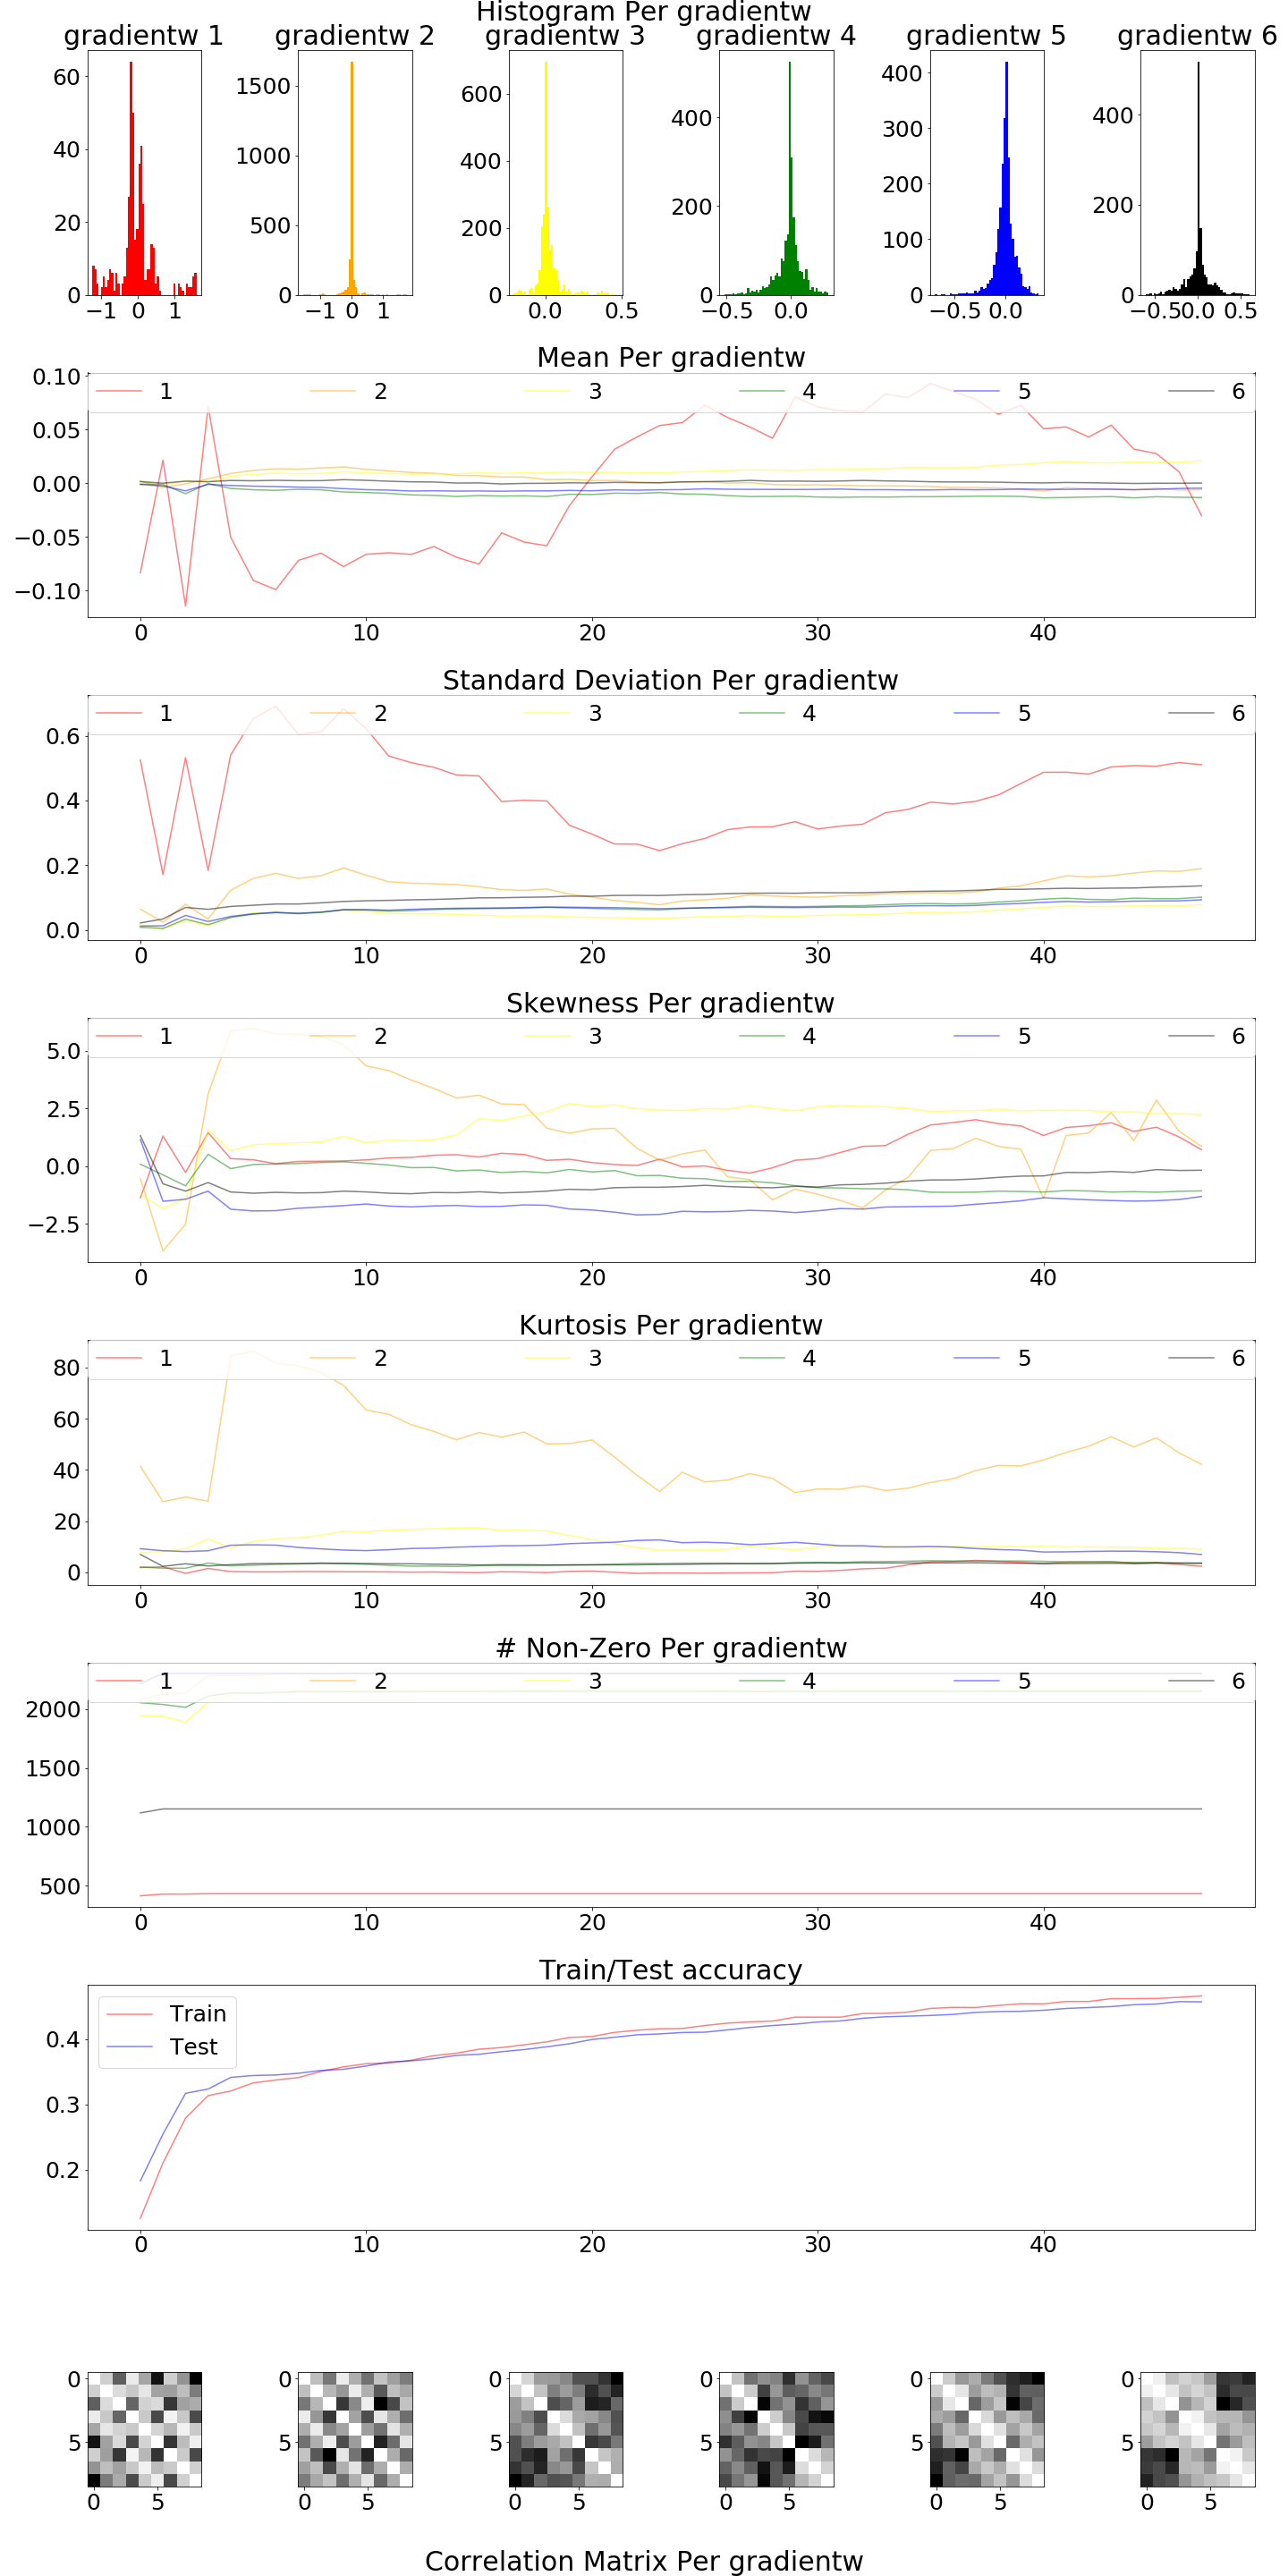 Histogram Per gradientw
gradientw 1 gradientw 2 gradientw 3 gradientw 4 gradientw 5 gradientw 6
60 40 20 0
−1 0 1
1500 1000 500 0
−1 0 1
600 400 200 0
0.0 0.5
400 200 0
−0.5 0.0
400 300 200 100 0
−0.5 0.0
400 200 0
−0.5 0.0 0.5
Mean Per gradientw
1 2 3 4 5 6
0.10
0.05
0.00
−0.05
−0.10
0 10 20 30 40
Standard Deviation Per gradientw
1 2 3 4 5 6
0.6
0.4
0.2
0.0
0 10 20 30 40
Skewness Per gradientw
1 2 3 4 5 6
5.0
2.5
0.0
−2.5
0 10 20 30 40
Kurtosis Per gradientw
1 2 3 4 5 6
80
60
40
20
0
0 10 20 30 40
# Non-Zero Per gradientw
1 2 3 4 5 6
2000
1500
1000
500
0 10 20 30 40
Train/Test accuracy
Train
Test
0.4
0.3
0.2
0 10 20 30 40
0 0 0 0 0 0
5 5 5 5 5 5
0 5 0 5 0 5 0 5 0 5 0 5
Correlation Matrix Per gradientw